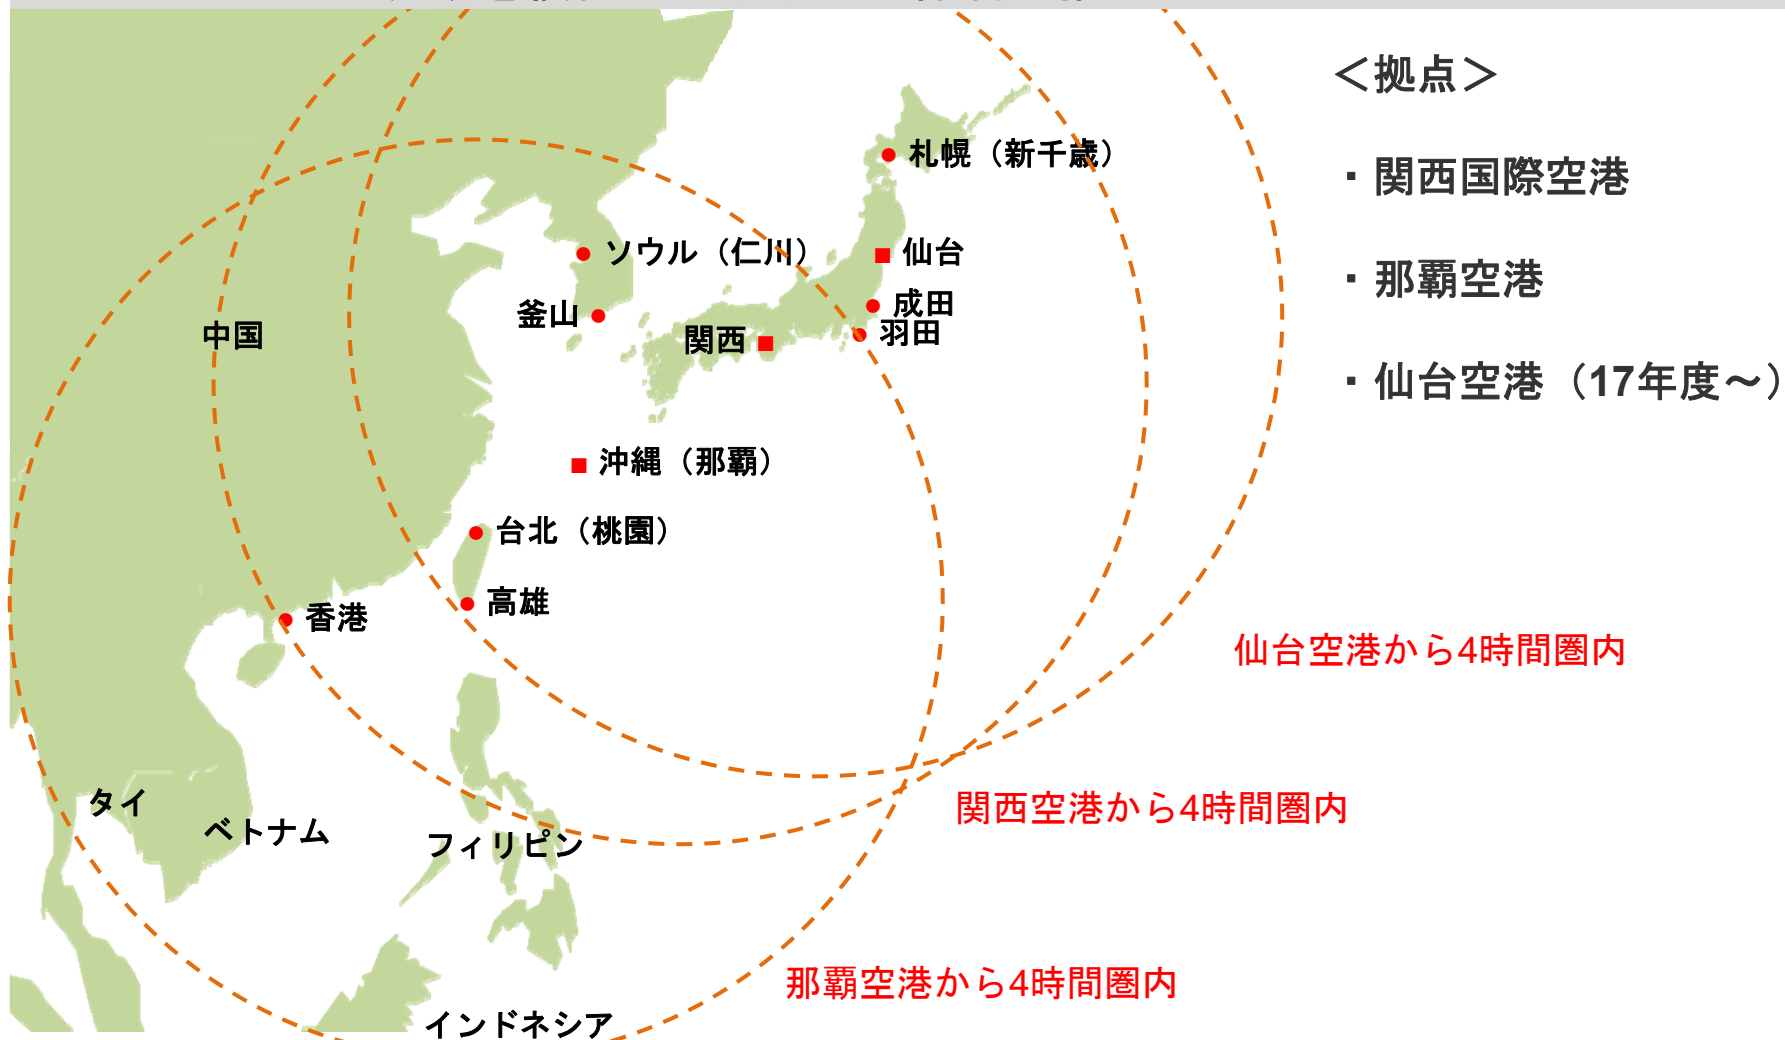 ＜拠点＞
・関西国際空港
・那覇空港
・仙台空港（17年度～）
札幌（新千歳）
ソウル（仁川）
仙台
釜山
成田
中国
関西
羽田
沖縄（那覇）
台北（桃園）
高雄
香港
仙台空港から4時間圏内
タイ
ベトナム
フィリピン
関西空港から4時間圏内
那覇空港から4時間圏内
インドネシア